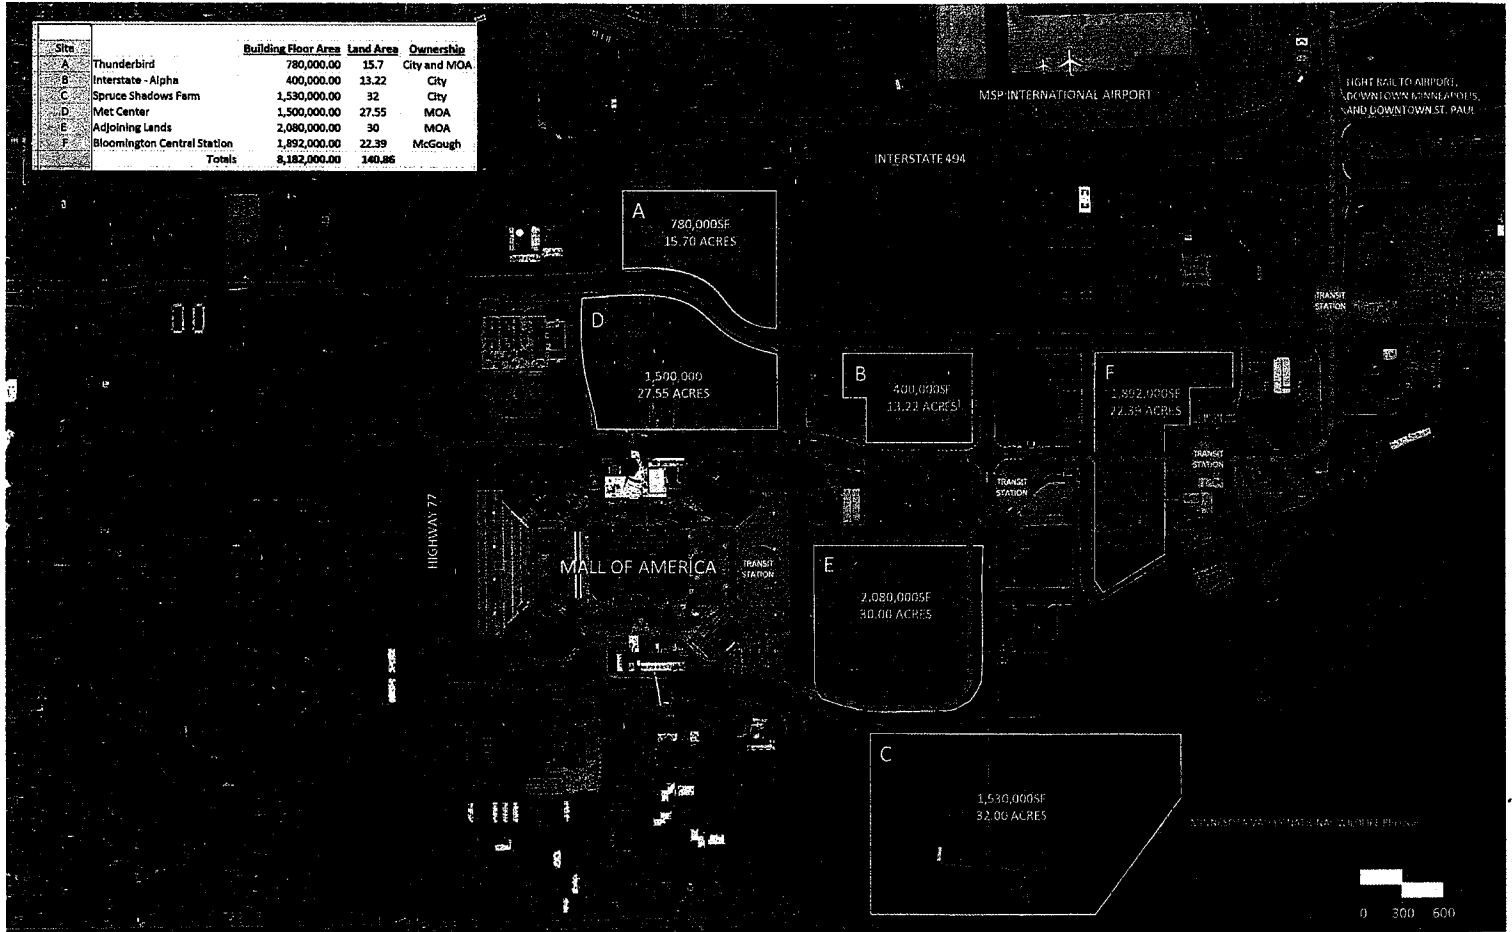 Site Building Floor Area Land Area Ownership
A Thunderbird 780,000.00 15.7 City and MOA
B Interstate - Alpha 400,000.00 13.22 City
C Spruce Shadows Farm 1,530,000.00 32 City
D Met Center 1,500,000.00 27.55 MOA
E Adjoining Lands 2,080,000.00 30 MOA
F Bloomington Central Station 1,892,000.00 22.39 McGough
Totals 8,182,000.00 140.86
MSP INTERNATIONAL AIRPORT
LIGHT RAIL TO AIRPORT,
DOWNTOWN MINNEAPOLIS,
AND DOWNTOWN ST. PAUL
INTERSTATE 494
A
780,000SF
15.70 ACRES
TRANSIT
STATION
D
1,500,000
27.55 ACRES
B
400,000SF
13.22 ACRES
F
1,892,000SF
22.39 ACRES
TRANSIT
STATION
TRANSIT
STATION
HIGHWAY 77
MALL OF AMERICA
TRANSIT
STATION
E
2,080,000SF
30.00 ACRES
C
1,530,000SF
32.00 ACRES
MINNESOTA VALLEY NATIONAL WILDLIFE REFUGE
0 300 600